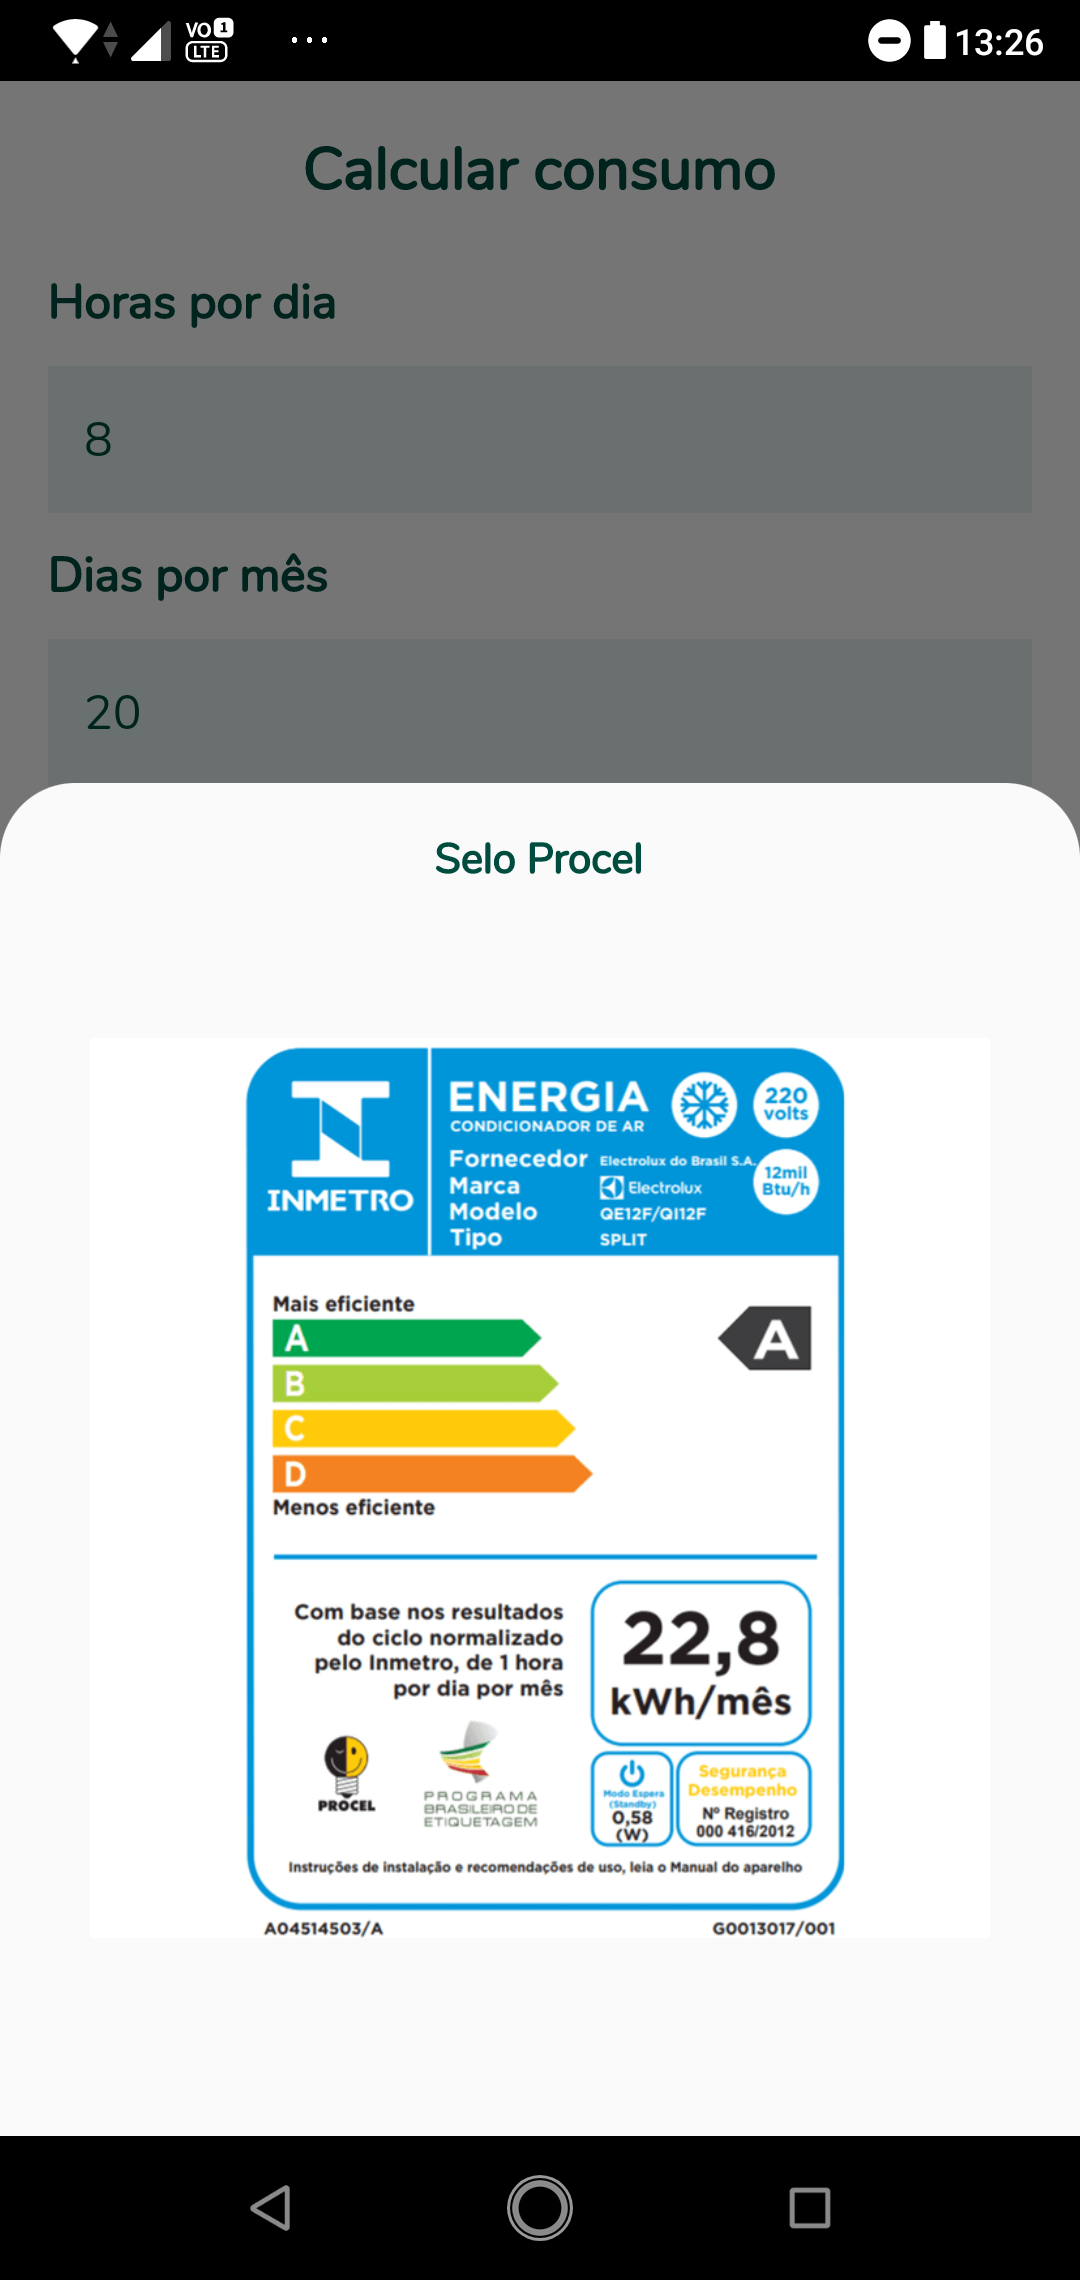 VO 1
LTE
...
13:26
Calcular consumo
Horas por dia
8
Dias por mês
20
Selo Procel
INMETRO
ENERGIA
CONDICIONADOR DE AR
220
volts
Fornecedor Electrolux do Brasil S.A.
Marca Electrolux
Modelo QE12F/QI12F
Tipo SPLIT
12mil
Btu/h
Mais eficiente
A
A
B
C
D
Menos eficiente
Com base nos resultados
do ciclo normalizado
pelo Inmetro, de 1 hora
por dia por mês
22,8
kWh/mês
PROCEL
PROGRAMA
BRASILEIRO DE
ETIQUETAGEM
Modo Espera
(Standby)
0,58
(W)
Segurança
Desempenho
Nº Registro
000 416/2012
Instruções de instalação e recomendações de uso, leia o Manual do aparelho
A04514503/A
G0013017/001